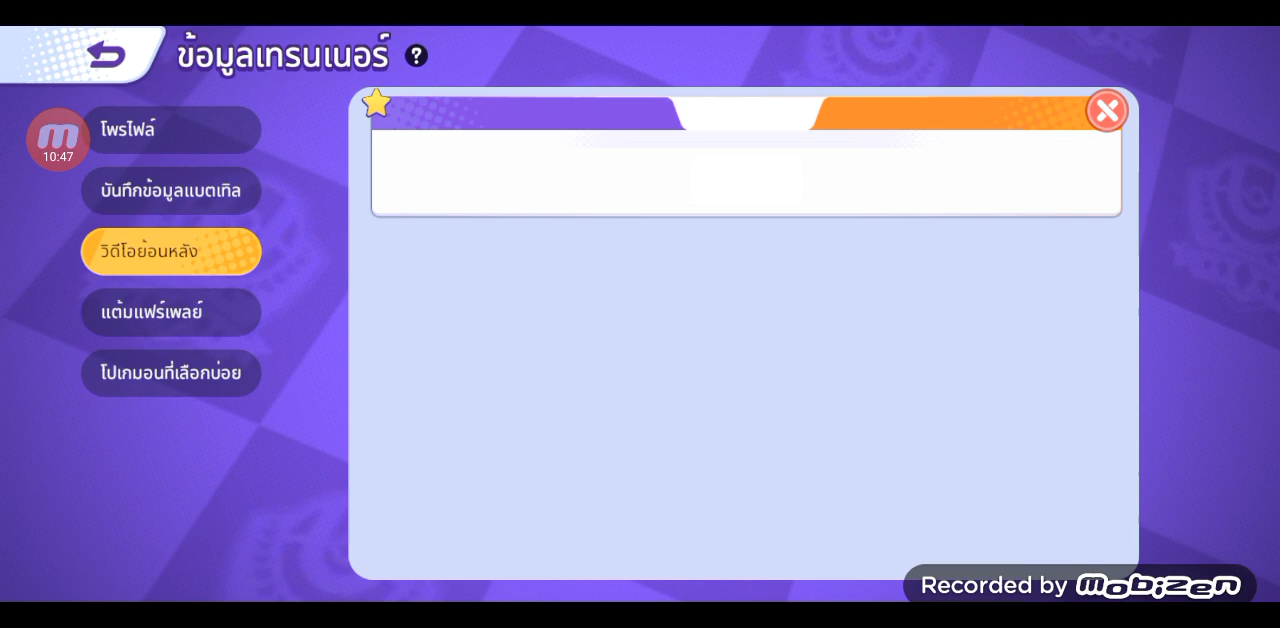 ข้อมูลเทรนเนอร์ ?
โพรไฟล์
10:47
บันทึกข้อมูลแบตเทิล
วิดีโอย้อนหลัง
แต้มแฟร์เพลย์
โปเกมอนที่เลือกบ่อย
Recorded by mobizen